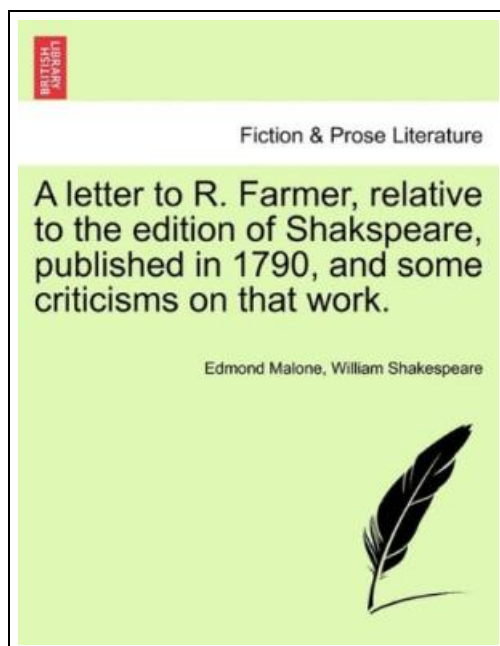 BRITISH
LIBRARY
Fiction & Prose Literature
A letter to R. Farmer, relative
to the edition of Shakspeare,
published in 1790, and some
criticisms on that work.
Edmond Malone, William Shakespeare